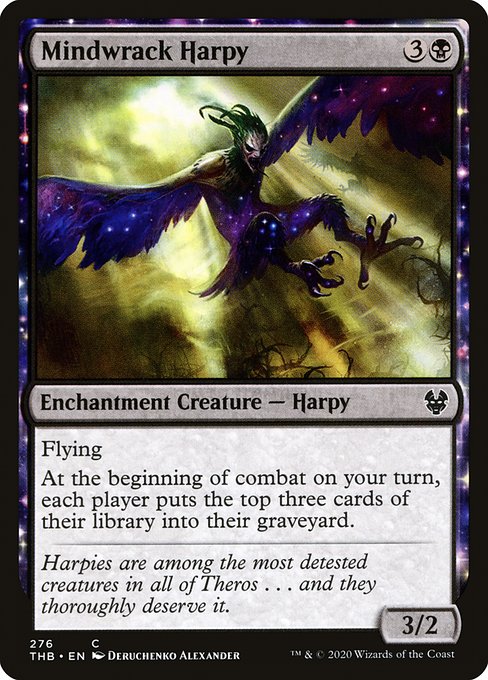 Mindwrack Harpy 3
Enchantment Creature — Harpy
Flying
At the beginning of combat on your turn,
each player puts the top three cards of
their library into their graveyard.
Harpies are among the most detested
creatures in all of Theros . . . and they
thoroughly deserve it.
3/2
276 C
THB • EN Deruchenko Alexander
™ & © 2020 Wizards of the Coast